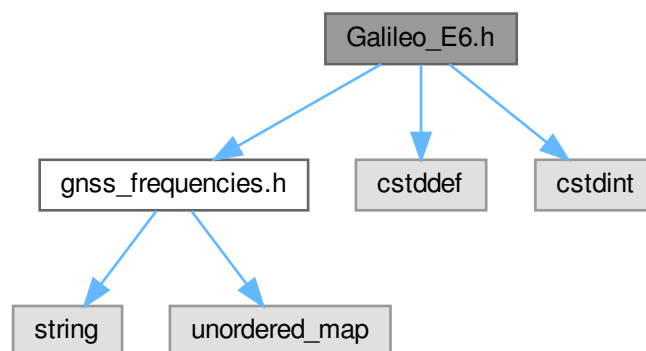 Galileo_E6.h
gnss_frequencies.h
cstddef
cstdint
string
unordered_map